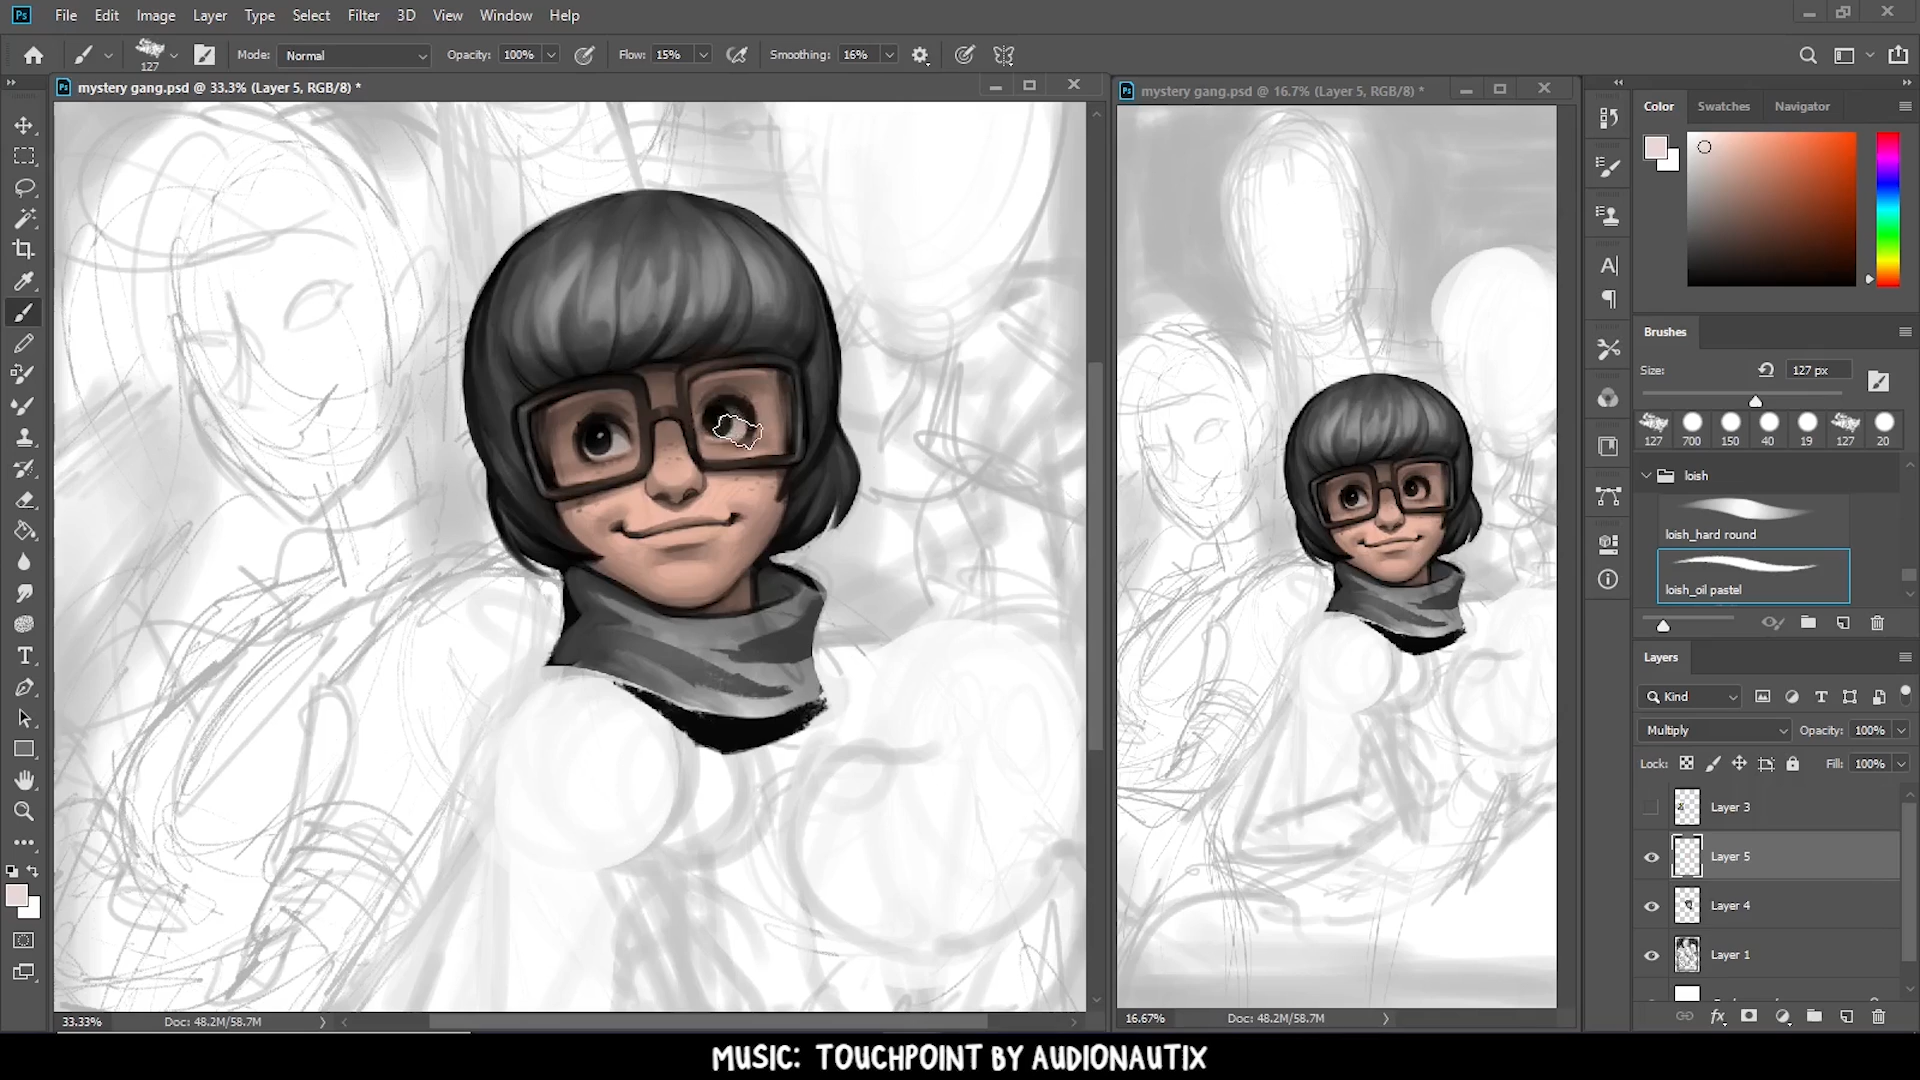 Ps File Edit Image Layer Type Select Filter 3D View Window Help
127 Mode: Normal Opacity: 100% Flow: 15% Smoothing: 16%
Ps mystery gang.psd @ 33.3% (Layer 5, RGB/8) *
Ps mystery gang.psd @ 16.7% (Layer 5, RGB/8) *
Color Swatches Navigator
Brushes
Size: 127 px
127 700 150 40 19 127 20
loish
loish_hard round
loish_oil pastel
Layers
Kind
Multiply Opacity: 100%
Lock: Fill: 100%
Layer 3
Layer 5
Layer 4
Layer 1
33.33% Doc: 48.2M/58.7M
16.67% Doc: 48.2M/58.7M
MUSIC: TOUCHPOINT BY AUDIONAUTIX